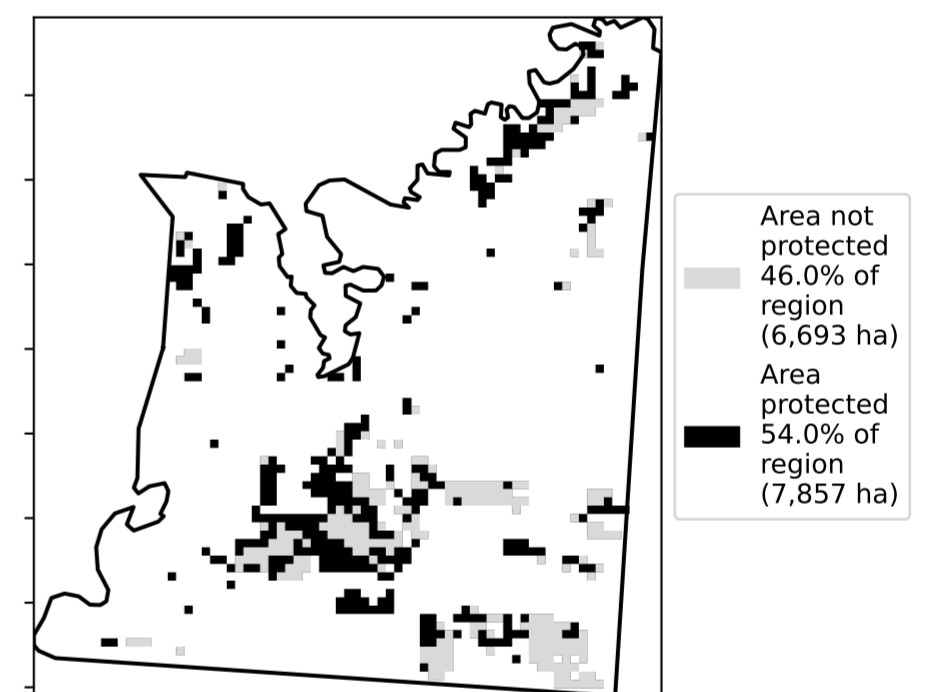 Area not
protected
46.0% of
region
(6,693 ha)
Area
protected
54.0% of
region
(7,857 ha)